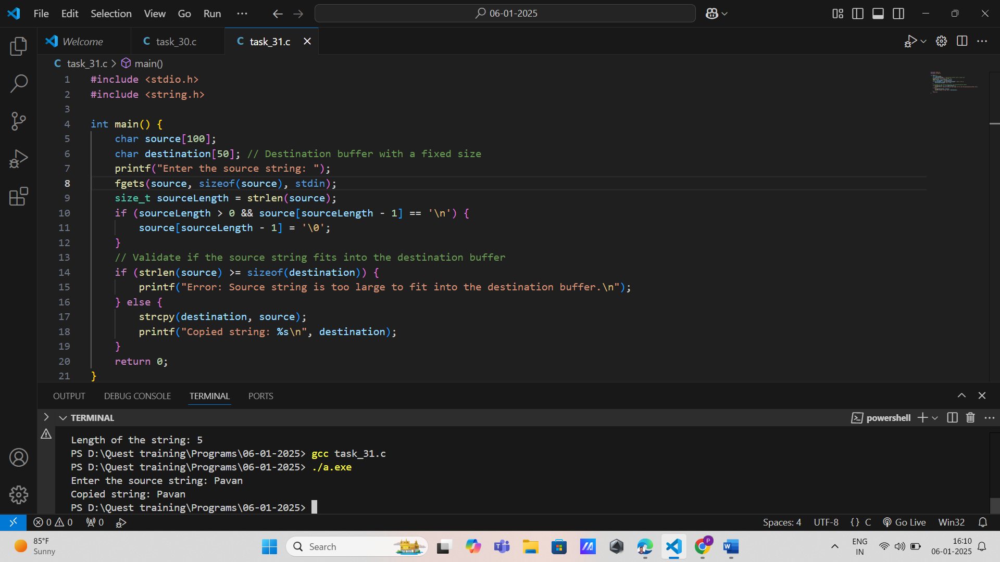 File Edit Selection View Go Run ··· 06-01-2025
Welcome C task_30.c C task_31.c
C task_31.c > main()
1 #include <stdio.h>
2 #include <string.h>
3
4 int main() {
5     char source[100];
6     char destination[50]; // Destination buffer with a fixed size
7     printf("Enter the source string: ");
8     fgets(source, sizeof(source), stdin);
9     size_t sourceLength = strlen(source);
10     if (sourceLength > 0 && source[sourceLength - 1] == '\n') {
11         source[sourceLength - 1] = '\0';
12     }
13     // Validate if the source string fits into the destination buffer
14     if (strlen(source) >= sizeof(destination)) {
15         printf("Error: Source string is too large to fit into the destination buffer.\n");
16     } else {
17         strcpy(destination, source);
18         printf("Copied string: %s\n", destination);
19     }
20     return 0;
21 }
OUTPUT DEBUG CONSOLE TERMINAL PORTS
TERMINAL powershell
Length of the string: 5
PS D:\Quest training\Programs\06-01-2025> gcc task_31.c
PS D:\Quest training\Programs\06-01-2025> ./a.exe
Enter the source string: Pavan
Copied string: Pavan
PS D:\Quest training\Programs\06-01-2025>
0 0 0 Spaces: 4 UTF-8 {} C Go Live Win32
85°F
Sunny
Search
P
ENG
IN
16:10
06-01-2025